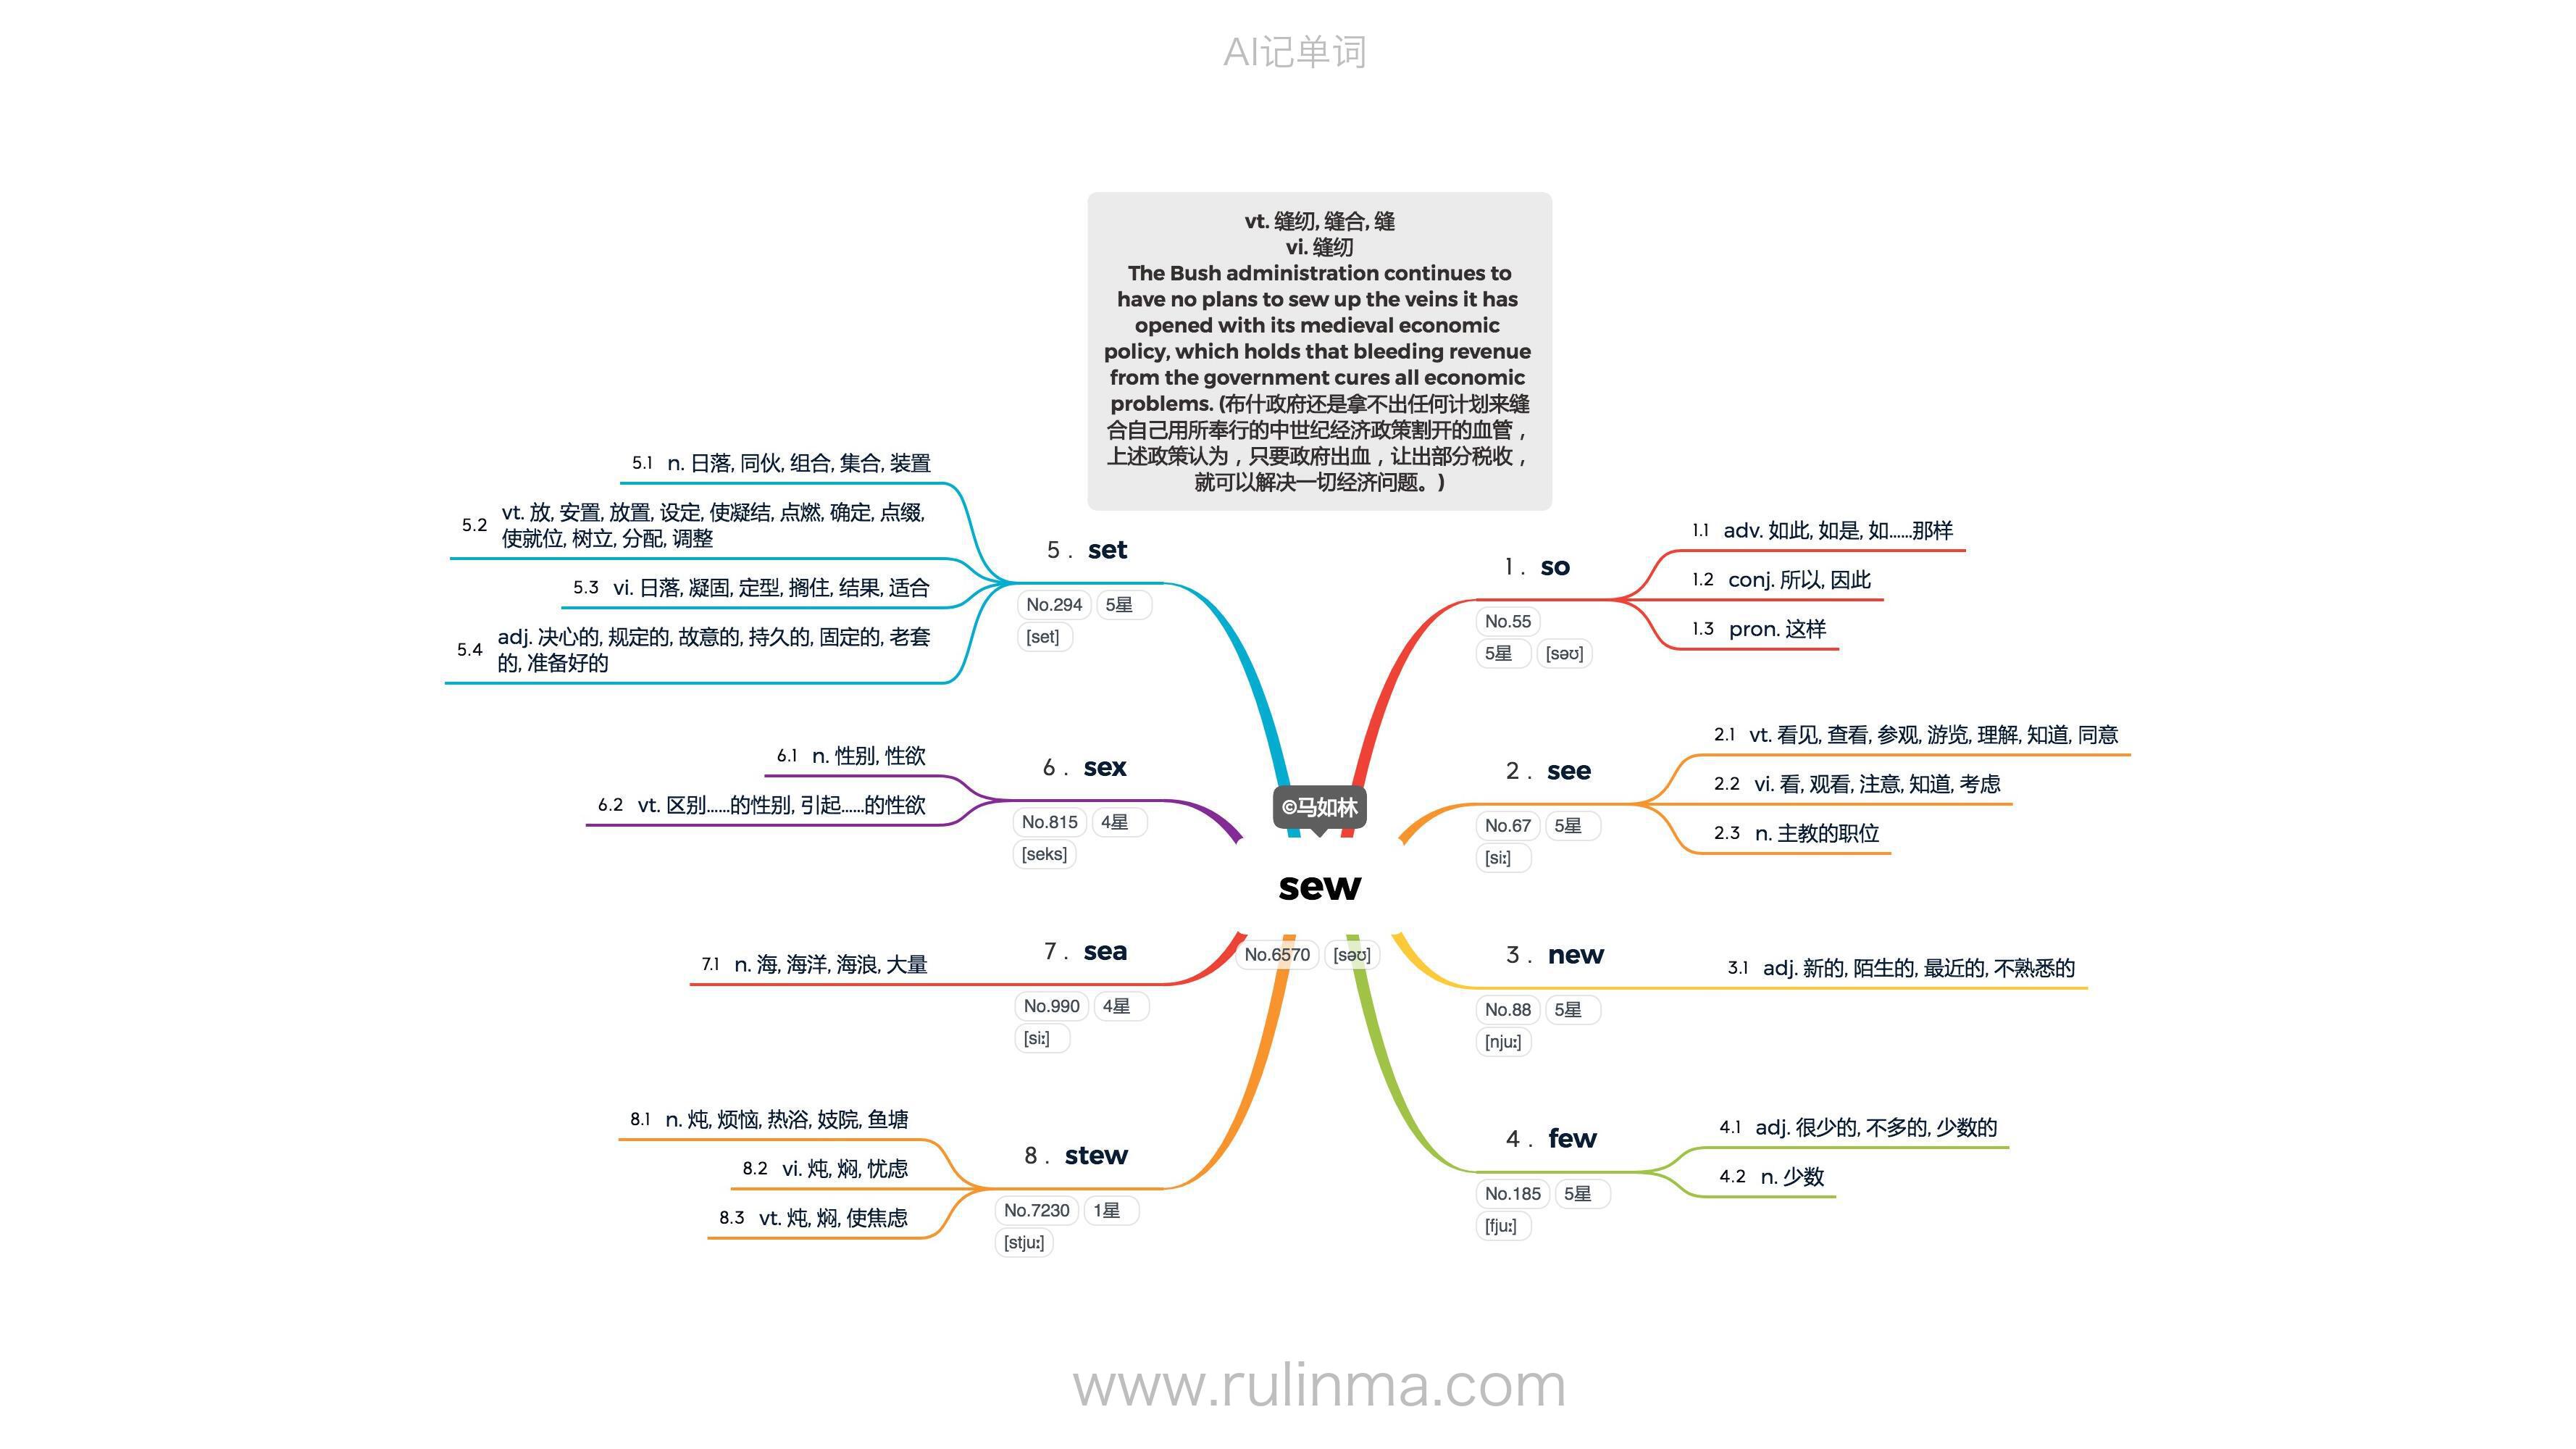 AI记单词
vt. 缝纫, 缝合, 缝
vi. 缝纫
The Bush administration continues to
have no plans to sew up the veins it has
opened with its medieval economic
policy, which holds that bleeding revenue
from the government cures all economic
problems. (布什政府还是拿不出任何计划来缝
合自己用所奉行的中世纪经济政策割开的血管，
上述政策认为，只要政府出血，让出部分税收，
就可以解决一切经济问题。)
©马如林
sew
No.6570 [səʊ]
1. so
No.55
5星 [səʊ]
1.1 adv. 如此, 如是, 如……那样
1.2 conj. 所以, 因此
1.3 pron. 这样
2. see
No.67 5星
[siː]
2.1 vt. 看见, 查看, 参观, 游览, 理解, 知道, 同意
2.2 vi. 看, 观看, 注意, 知道, 考虑
2.3 n. 主教的职位
3. new
No.88 5星
[njuː]
3.1 adj. 新的, 陌生的, 最近的, 不熟悉的
4. few
No.185 5星
[fjuː]
4.1 adj. 很少的, 不多的, 少数的
4.2 n. 少数
5. set
No.294 5星
[set]
5.1 n. 日落, 同伙, 组合, 集合, 装置
5.2 vt. 放, 安置, 放置, 设定, 使凝结, 点燃, 确定, 点缀,
使就位, 树立, 分配, 调整
5.3 vi. 日落, 凝固, 定型, 搁住, 结果, 适合
5.4 adj. 决心的, 规定的, 故意的, 持久的, 固定的, 老套
的, 准备好的
6. sex
No.815 4星
[seks]
6.1 n. 性别, 性欲
6.2 vt. 区别……的性别, 引起……的性欲
7. sea
No.990 4星
[siː]
7.1 n. 海, 海洋, 海浪, 大量
8. stew
No.7230 1星
[stjuː]
8.1 n. 炖, 烦恼, 热浴, 妓院, 鱼塘
8.2 vi. 炖, 焖, 忧虑
8.3 vt. 炖, 焖, 使焦虑
www.rulinma.com